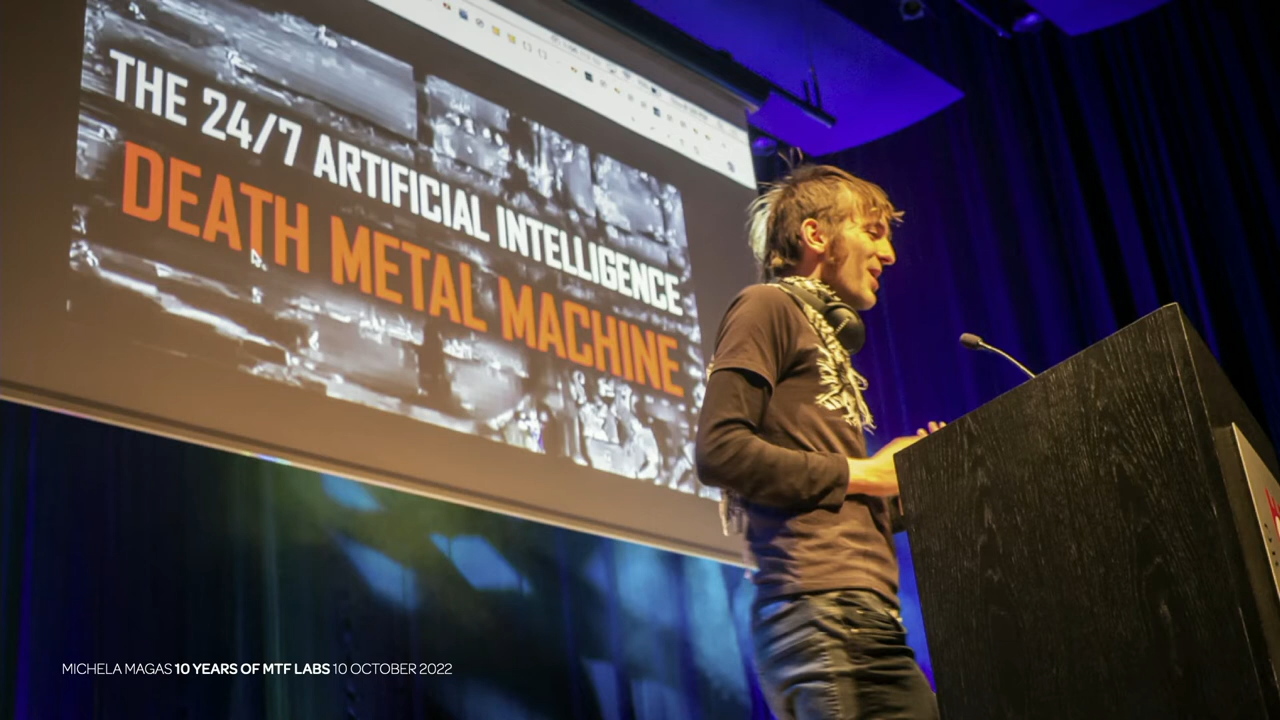 THE 24/7 ARTIFICIAL INTELLIGENCE
DEATH METAL MACHINE
MICHELA MAGAS 10 YEARS OF MTF LABS 10 OCTOBER 2022